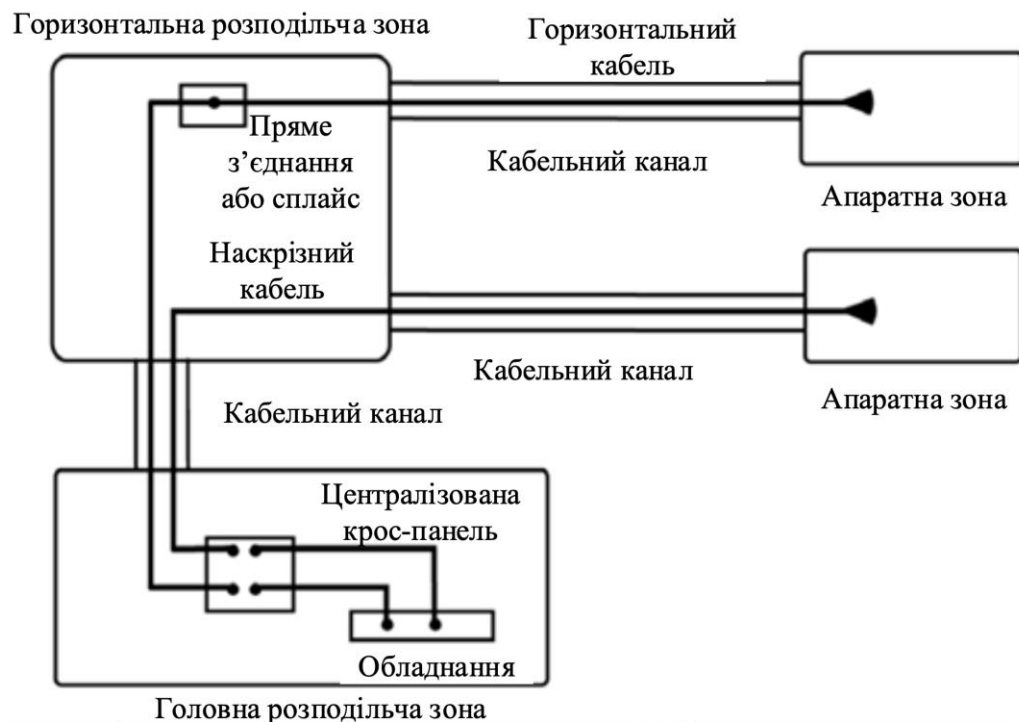 Горизонтальна розподільча зона
Горизонтальний
кабель
Пряме
з’єднання
або сплайс
Кабельний канал
Апаратна зона
Наскрізний
кабель
Кабельний канал
Апаратна зона
Кабельний канал
Централізована
крос-панель
Обладнання
Головна розподільча зона